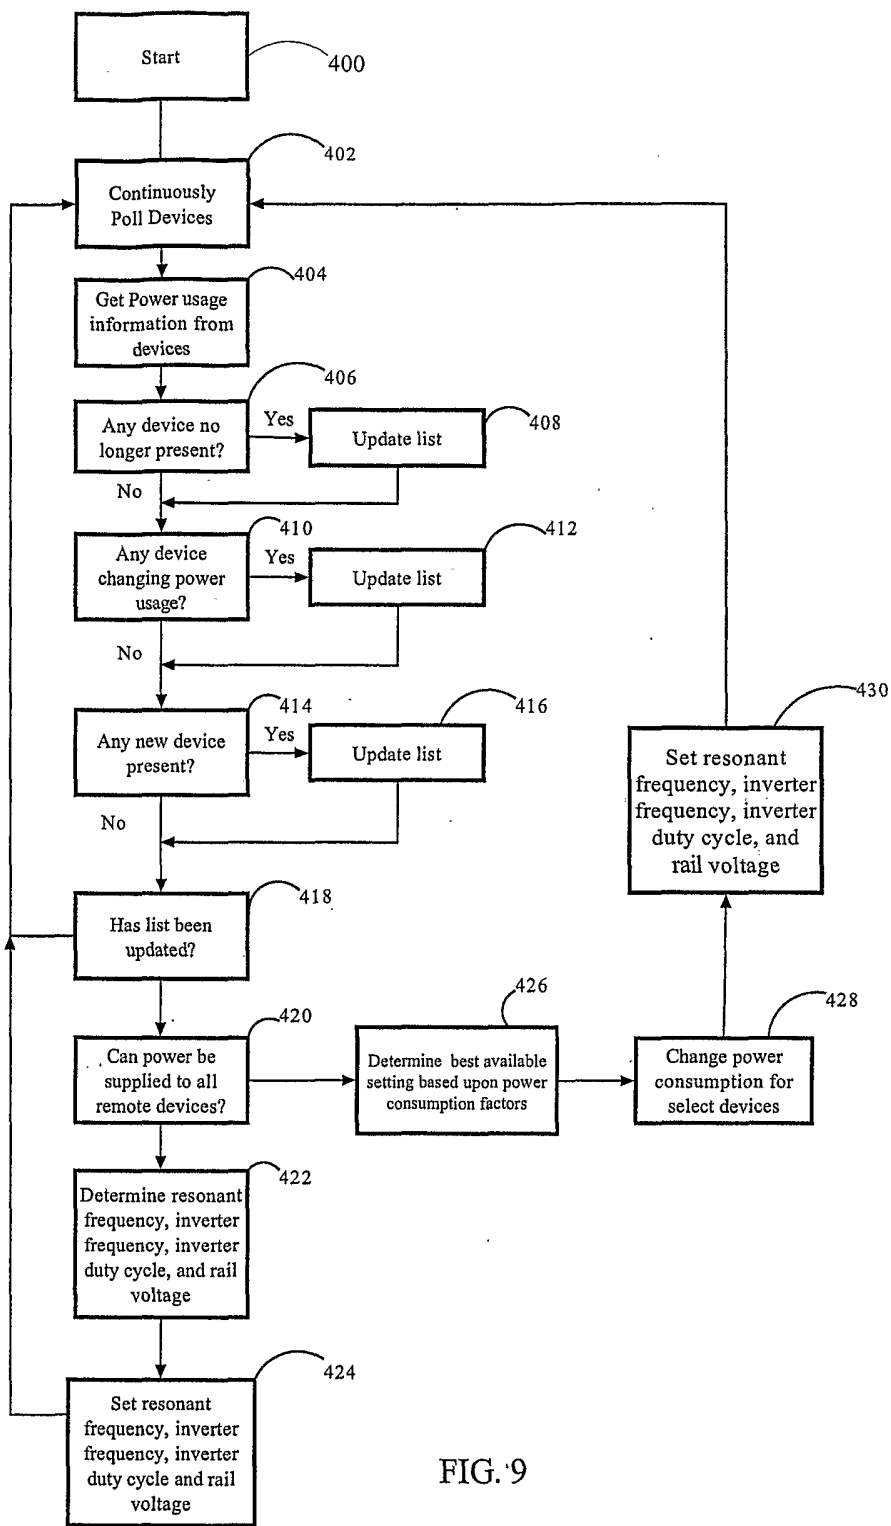 Start
400
402
Continuously
Poll Devices
404
Get Power usage
information from
devices
406
Any device no
longer present?
Yes
Update list
408
No
410
Any device
changing power
usage?
Yes
Update list
412
No
414
Any new device
present?
Yes
Update list
416
No
418
Has list been
updated?
420
Can power be
supplied to all
remote devices?
426
Determine best available
setting based upon power
consumption factors
428
Change power
consumption for
select devices
430
Set resonant
frequency, inverter
frequency, inverter
duty cycle, and
rail voltage
422
Determine resonant
frequency, inverter
frequency, inverter
duty cycle, and rail
voltage
424
Set resonant
frequency, inverter
frequency, inverter
duty cycle and rail
voltage
FIG. 9